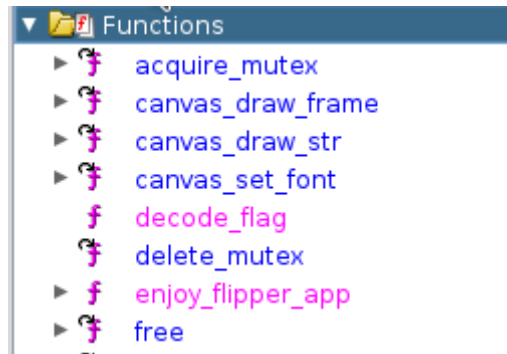 Functions
acquire_mutex
canvas_draw_frame
canvas_draw_str
canvas_set_font
decode_flag
delete_mutex
enjoy_flipper_app
free